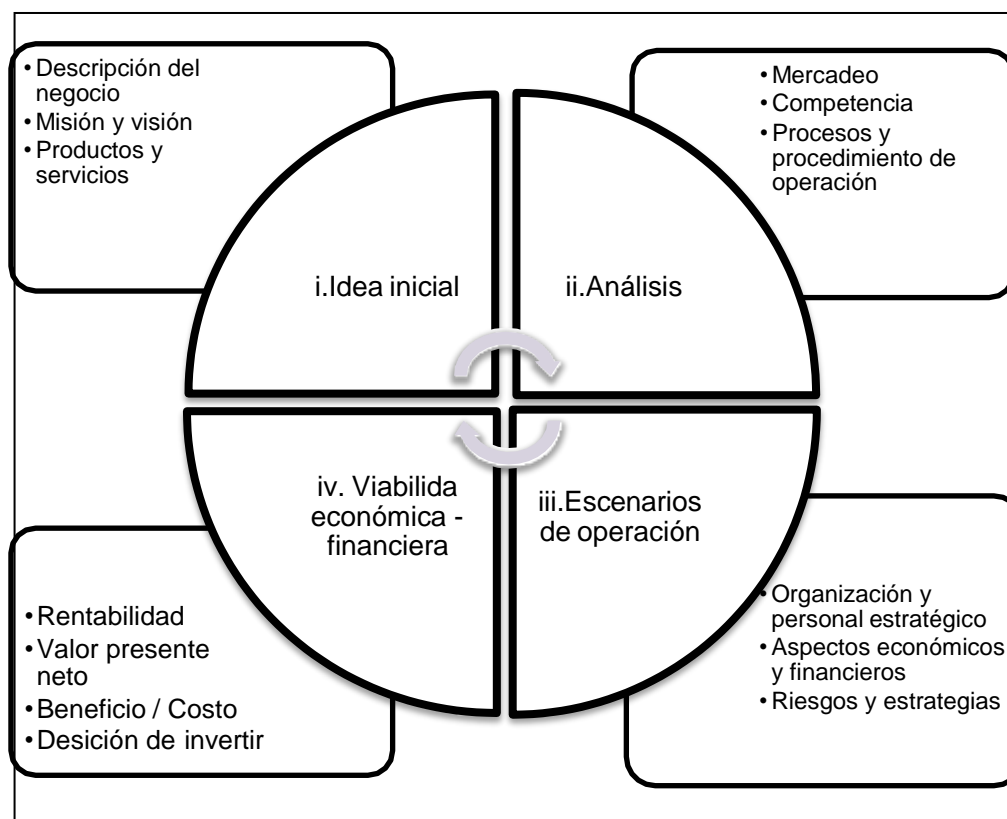 • Descripción del
negocio
• Misión y visión
• Productos y
servicios
• Mercadeo
• Competencia
• Procesos y
procedimiento de
operación
i.Idea inicial
ii.Análisis
iv. Viabilida
económica -
financiera
iii.Escenarios
de operación
• Rentabilidad
• Valor presente
neto
• Beneficio / Costo
• Desición de invertir
• Organización y
personal estratégico
• Aspectos económicos
y financieros
• Riesgos y estrategias